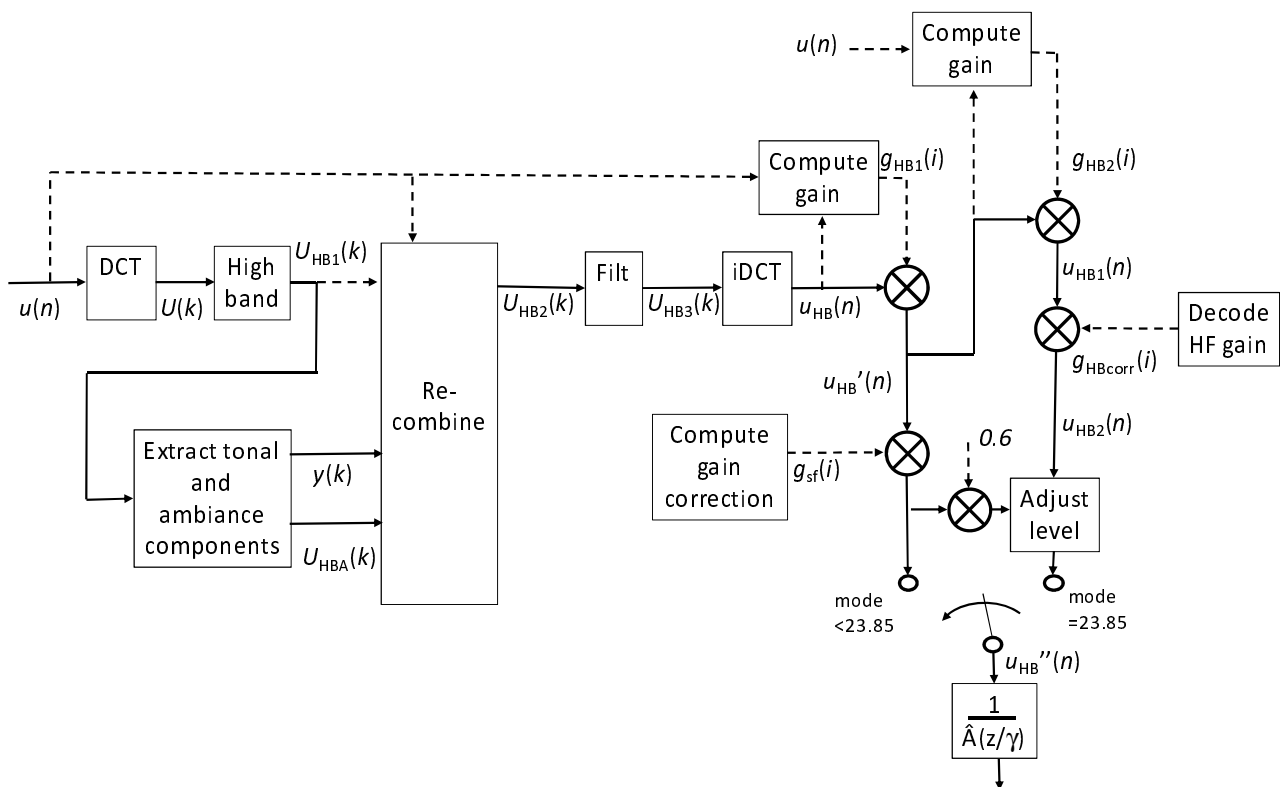 u(n)
Compute
gain
g_HB2(i)
Compute
gain
g_HB1(i)
DCT
High
band
U_HB1(k)
u(n)
U(k)
Filt
iDCT
U_HB2(k)
U_HB3(k)
u_HB(n)
u_HB1(n)
Decode
HF gain
g_HBcorr(i)
Re-
combine
u_HB'(n)
u_HB2(n)
Extract tonal
and
ambiance
components
y(k)
U_HBA(k)
Compute
gain
correction
g_sf(i)
0.6
Adjust
level
mode
<23.85
mode
=23.85
u_HB''(n)
1
Â(z/γ)